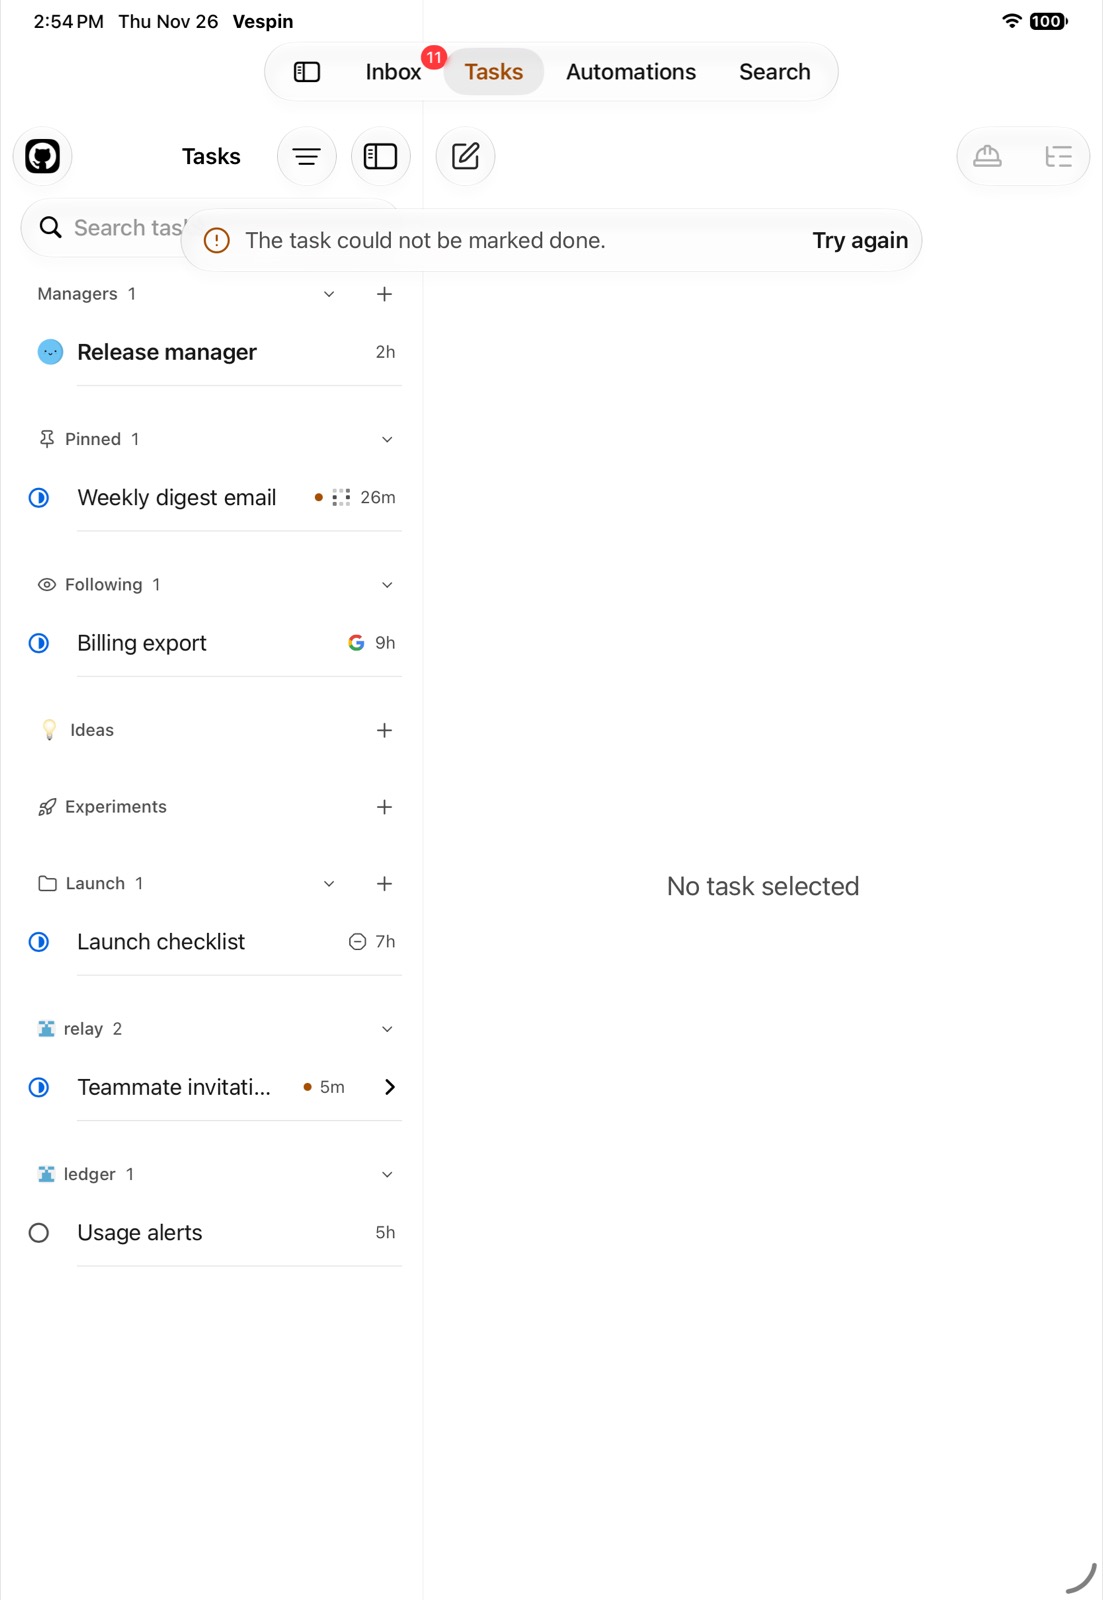 2:54 PM Thu Nov 26 Vespin
100
Inbox 11 Tasks Automations Search
Tasks
Search
The task could not be marked done. Try again
Managers 1
Release manager 2h
Pinned 1
Weekly digest email 26m
Following 1
Billing export 9h
Ideas
Experiments
Launch 1
Launch checklist 7h
No task selected
relay 2
Teammate invitati... 5m
ledger 1
Usage alerts 5h